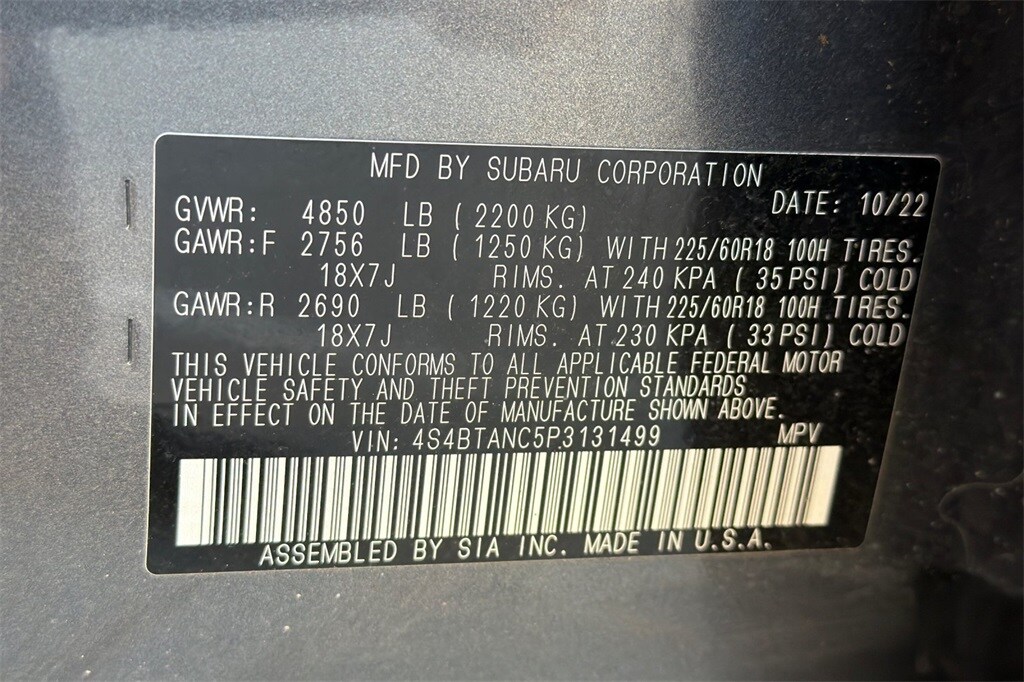 MFD BY SUBARU CORPORATION
DATE: 10/22
GVWR: 4850 LB ( 2200 KG)
GAWR:F 2756 LB ( 1250 KG) WITH 225/60R18 100H TIRES.
18X7J RIMS. AT 240 KPA ( 35 PSI) COLD
GAWR:R 2690 LB ( 1220 KG) WITH 225/60R18 100H TIRES.
18X7J RIMS. AT 230 KPA ( 33 PSI) COLD
THIS VEHICLE CONFORMS TO ALL APPLICABLE FEDERAL MOTOR
VEHICLE SAFETY AND THEFT PREVENTION STANDARDS
IN EFFECT ON THE DATE OF MANUFACTURE SHOWN ABOVE.
VIN: 4S4BTANC5P3131499 MPV
ASSEMBLED BY SIA INC. MADE IN U.S.A.